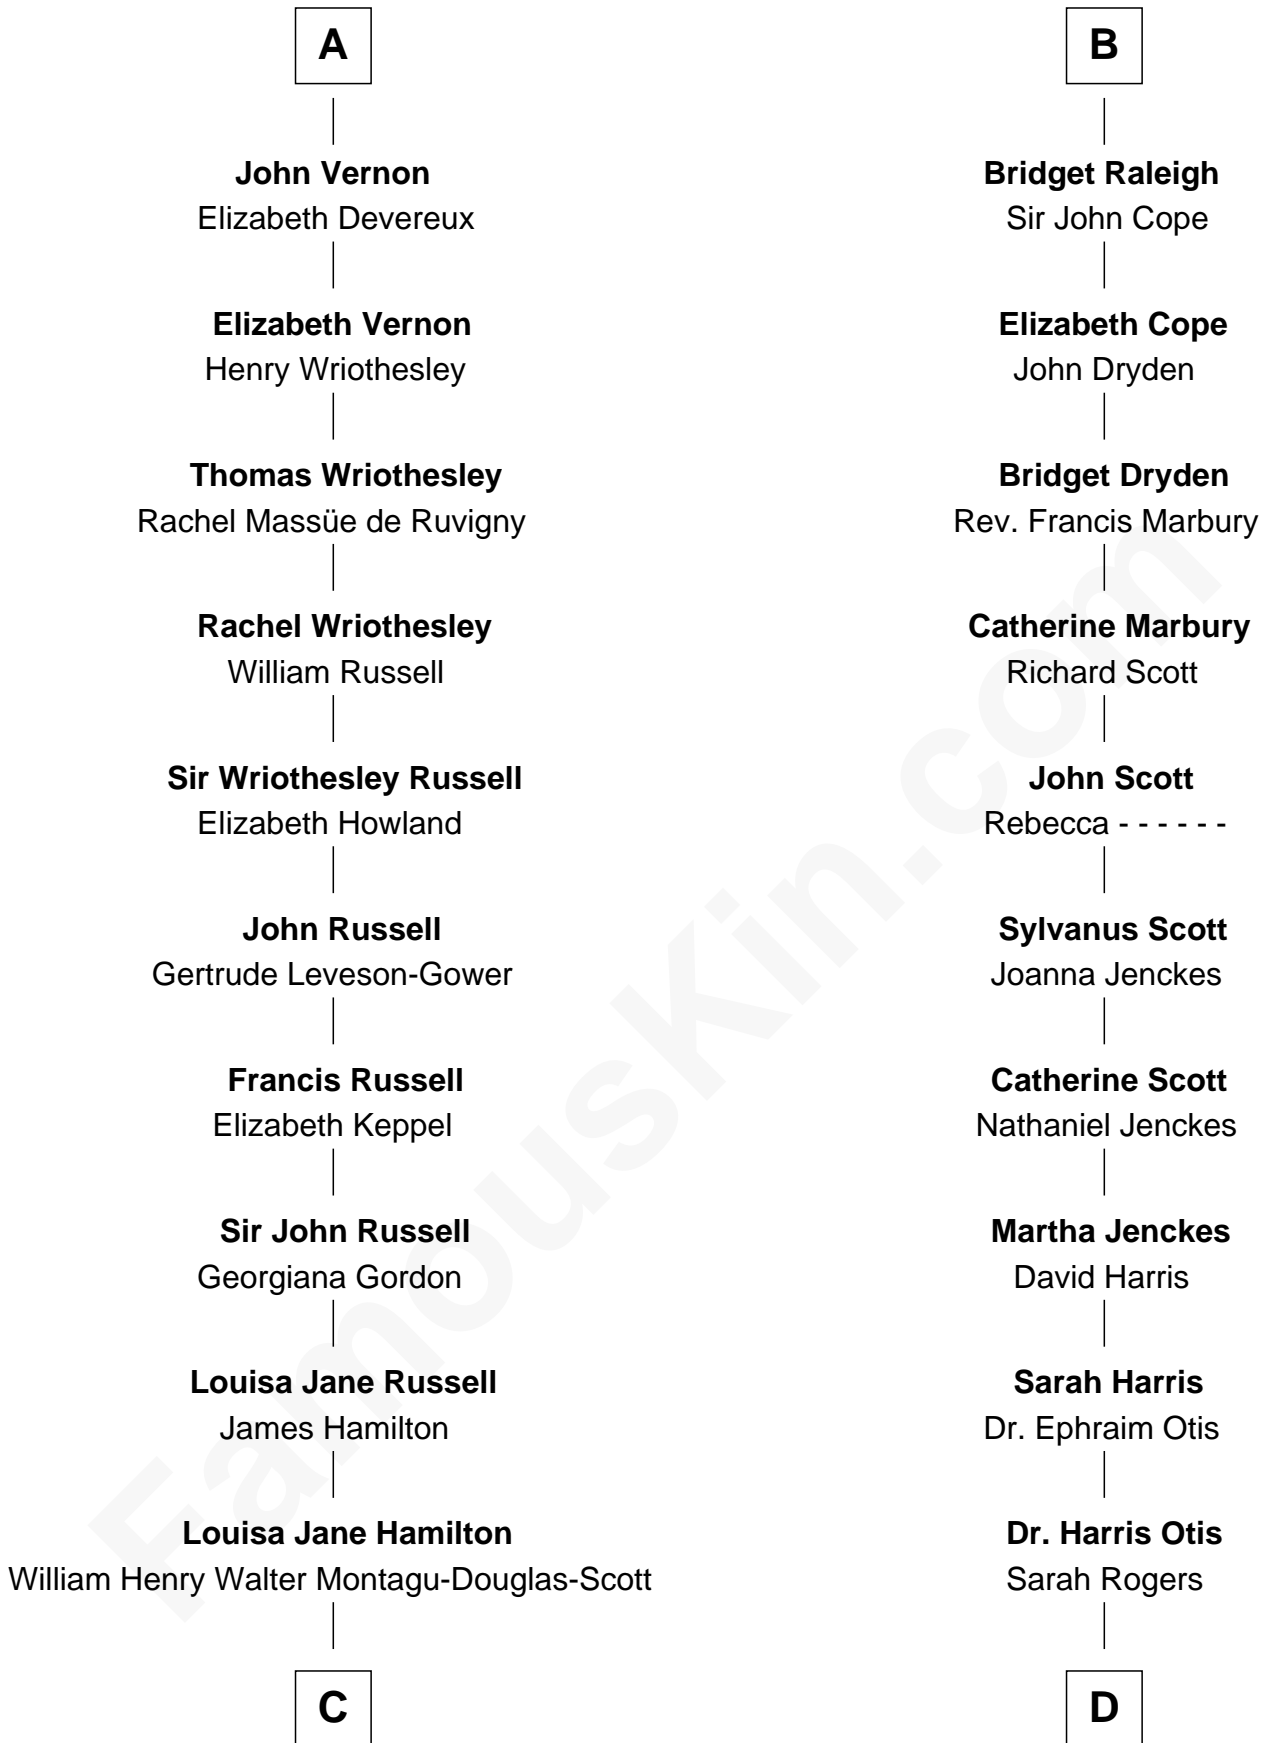 A
John Vernon
Elizabeth Devereux
Elizabeth Vernon
Henry Wriothesley
Thomas Wriothesley
Rachel Massüe de Ruvigny
Rachel Wriothesley
William Russell
Sir Wriothesley Russell
Elizabeth Howland
John Russell
Gertrude Leveson-Gower
Francis Russell
Elizabeth Keppel
Sir John Russell
Georgiana Gordon
Louisa Jane Russell
James Hamilton
Louisa Jane Hamilton
William Henry Walter Montagu-Douglas-Scott
C
B
Bridget Raleigh
Sir John Cope
Elizabeth Cope
John Dryden
Bridget Dryden
Rev. Francis Marbury
Catherine Marbury
Richard Scott
John Scott
Rebecca - - - - - -
Sylvanus Scott
Joanna Jenckes
Catherine Scott
Nathaniel Jenckes
Martha Jenckes
David Harris
Sarah Harris
Dr. Ephraim Otis
Dr. Harris Otis
Sarah Rogers
D
FamousKin.com